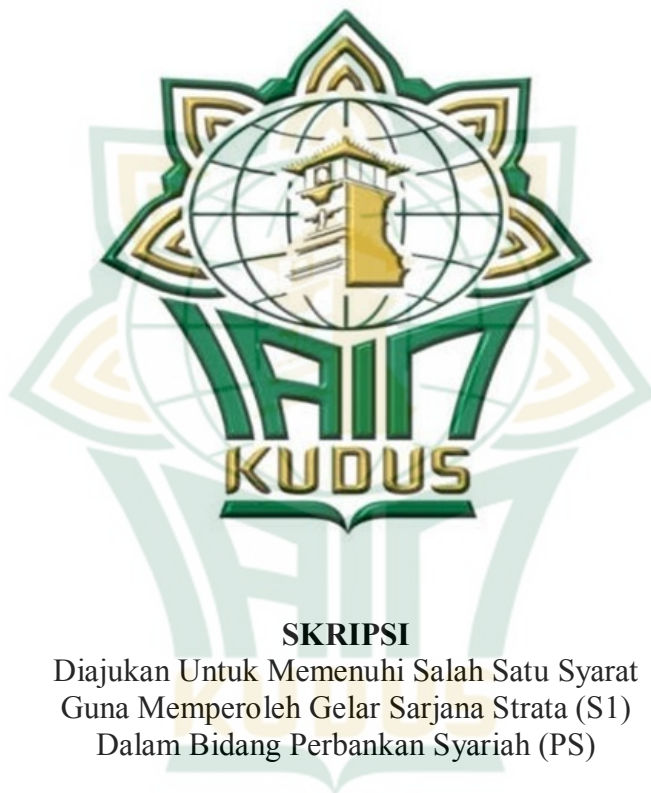 IAIN
KUDUS
SKRIPSI
Diajukan Untuk Memenuhi Salah Satu Syarat
Guna Memperoleh Gelar Sarjana Strata (S1)
Dalam Bidang Perbankan Syariah (PS)